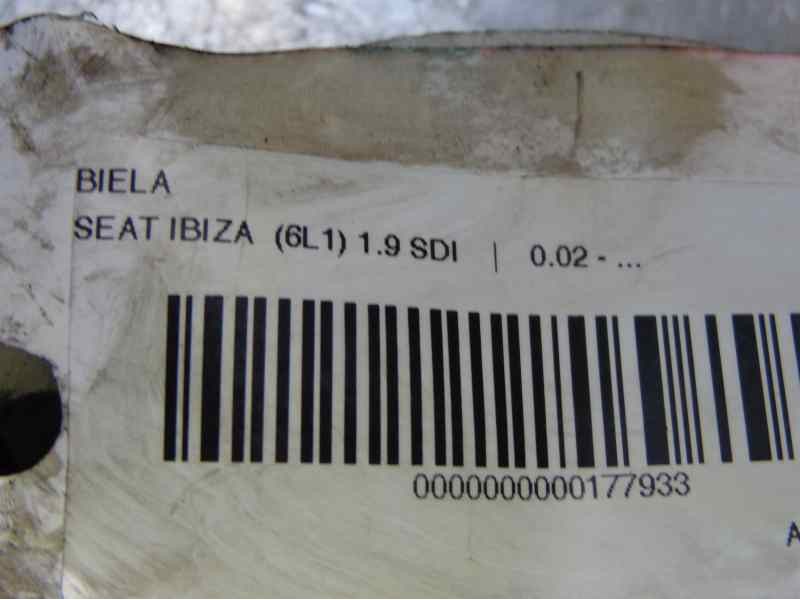 BIELA
SEAT IBIZA (6L1) 1.9 SDI | 0.02 - ...
0000000000177933
A